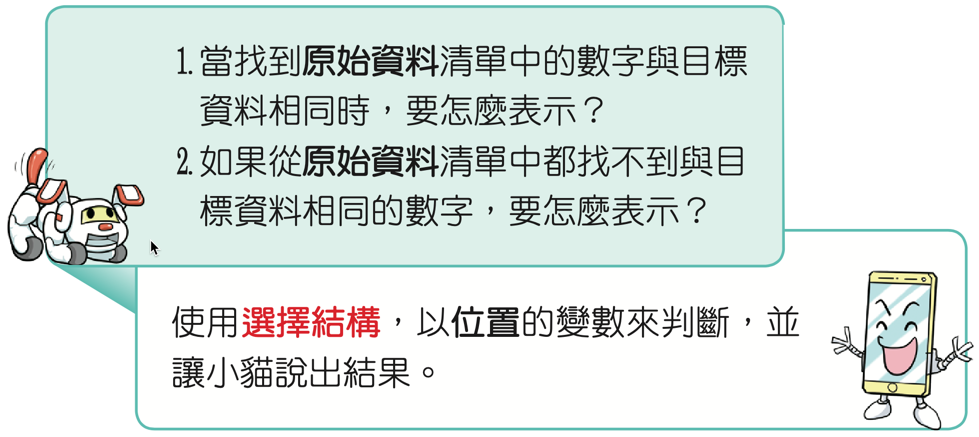 1. 當找到原始資料清單中的數字與目標
資料相同時，要怎麼表示？
2. 如果從原始資料清單中都找不到與目
標資料相同的數字，要怎麼表示？
使用選擇結構，以位置的變數來判斷，並
讓小貓說出結果。